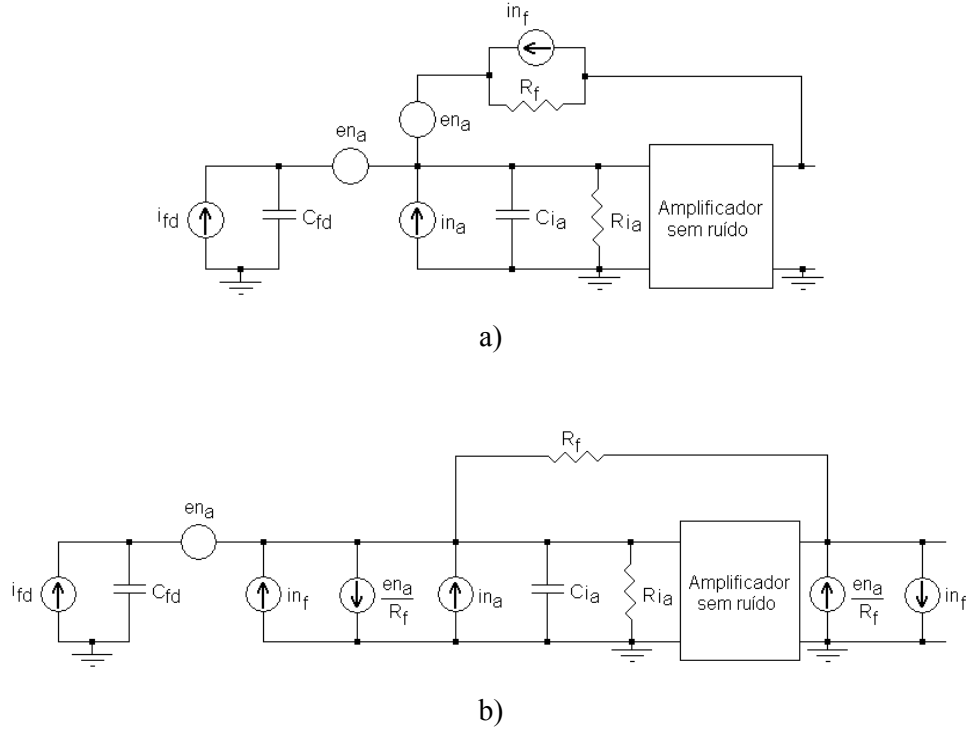 in_f
R_f
en_a
en_a
i_fd
C_fd
in_a
Ci_a
Ri_a
Amplificador
sem ruído
a)
R_f
en_a
i_fd
C_fd
in_f
en_a
R_f
in_a
Ci_a
Ri_a
Amplificador
sem ruído
en_a
R_f
in_f
b)